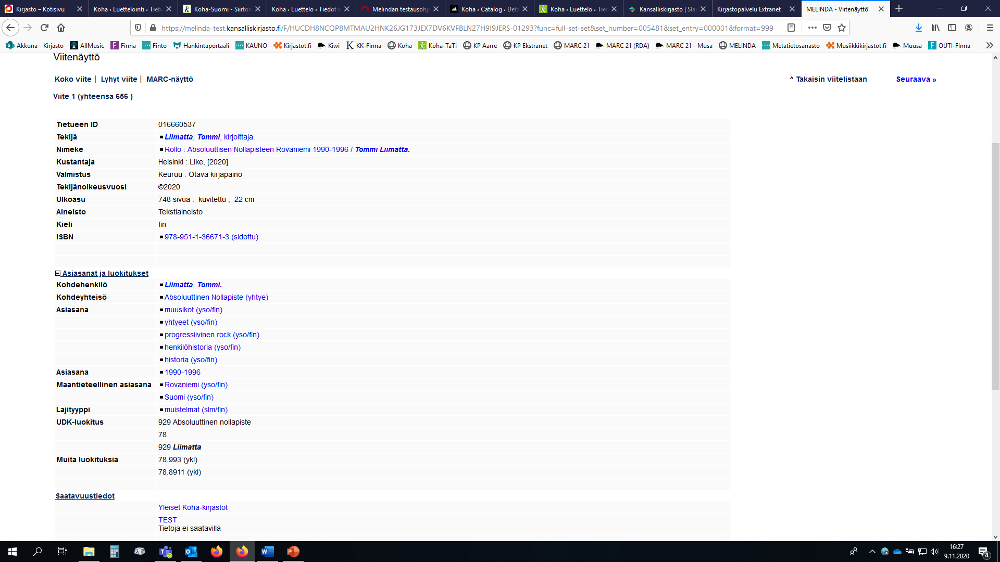 Kirjasto – Kotisivu
Koha › Luettelointi › Tietu
Koha-Suomi - Siirtor
Koha › Luettelo › Tiedot k
Melindan testausohje
Koha › Catalog › Deta
Koha › Luettelo › Tied
Kansalliskirjasto | Slac
Kirjastopalvelu Extranet
MELINDA - Viitenäyttö
https://melinda-test.kansalliskirjasto.fi/F/HUCDH8NCQP8MTMAU2HNK26JG173JEX7DV6KVFBLN27H9I9JERS-01293?func=full-set-set&set_number=005481&set_entry=000001&format=999
Akkuna - Kirjasto AllMusic Finna Finto Hankintaportaali KAUNO Kirjastot.fi Kiwi KK-Finna Koha Koha-TäTi KP Aarre KP Ekstranet MARC 21 MARC 21 (RDA) MARC 21 - Musa MELINDA Metatietosanasto Musiikkikirjastot.fi Muusa OUTI-FInna
Viitenäyttö
Koko viite | Lyhyt viite | MARC-näyttö ^ Takaisin viitelistaan Seuraava »
Viite 1 (yhteensä 656 )
Tietueen ID 016660537
Tekijä Liimatta, Tommi, kirjoittaja.
Nimeke Rollo : Absoluuttisen Nollapisteen Rovaniemi 1990-1996 / Tommi Liimatta.
Kustantaja Helsinki : Like, [2020]
Valmistus Keuruu : Otava kirjapaino
Tekijänoikeusvuosi ©2020
Ulkoasu 748 sivua : kuvitettu ; 22 cm
Aineisto Tekstiaineisto
Kieli fin
ISBN 978-951-1-36671-3 (sidottu)
Asiasanat ja luokitukset
Kohdehenkilö Liimatta, Tommi.
Kohdeyhteisö Absoluuttinen Nollapiste (yhtye)
Asiasana muusikot (yso/fin)
yhtyeet (yso/fin)
progressiivinen rock (yso/fin)
henkilöhistoria (yso/fin)
historia (yso/fin)
Asiasana 1990-1996
Maantieteellinen asiasana Rovaniemi (yso/fin)
Suomi (yso/fin)
Lajityyppi muistelmat (slm/fin)
UDK-luokitus 929 Absoluuttinen nollapiste
78
929 Liimatta
Muita luokituksia 78.993 (ykl)
78.8911 (ykl)
Saatavuustiedot
Yleiset Koha-kirjastot
TEST
Tietoja ei saatavilla
16:27
9.11.2020
4